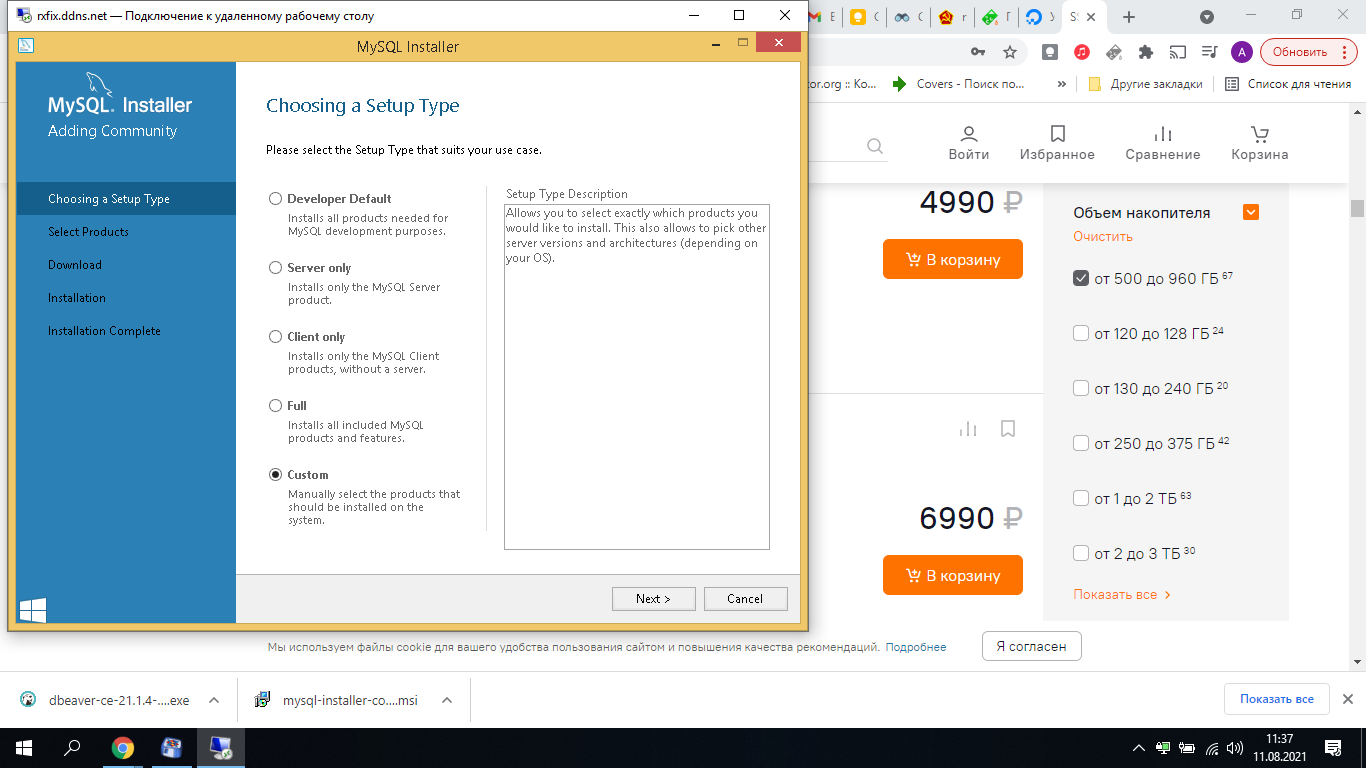 rxfix.ddns.net — Подключение к удаленному рабочему столу
MySQL Installer
MySQL. Installer
Adding Community
Choosing a Setup Type
Select Products
Download
Installation
Installation Complete
Choosing a Setup Type
Please select the Setup Type that suits your use case.
Developer Default
Installs all products needed for
MySQL development purposes.
Server only
Installs only the MySQL Server
product.
Client only
Installs only the MySQL Client
products, without a server.
Full
Installs all included MySQL
products and features.
Custom
Manually select the products that
should be installed on the
system.
Setup Type Description
Allows you to select exactly which products you
would like to install. This also allows to pick other
server versions and architectures (depending on
your OS).
Next >
Cancel
A
Обновить
cor.org :: Ко...
Covers - Поиск по...
»
Другие закладки
Список для чтения
Войти
Избранное
Сравнение
Корзина
4990 ₽
В корзину
6990 ₽
В корзину
Объем накопителя
Очистить
от 500 до 960 ГБ 67
от 120 до 128 ГБ 24
от 130 до 240 ГБ 20
от 250 до 375 ГБ 42
от 1 до 2 ТБ 63
от 2 до 3 ТБ 30
Показать все >
Мы используем файлы cookie для вашего удобства пользования сайтом и повышения качества рекомендаций. Подробнее
Я согласен
dbeaver-ce-21.1.4-....exe
mysql-installer-co....msi
Показать все
11:37
11.08.2021